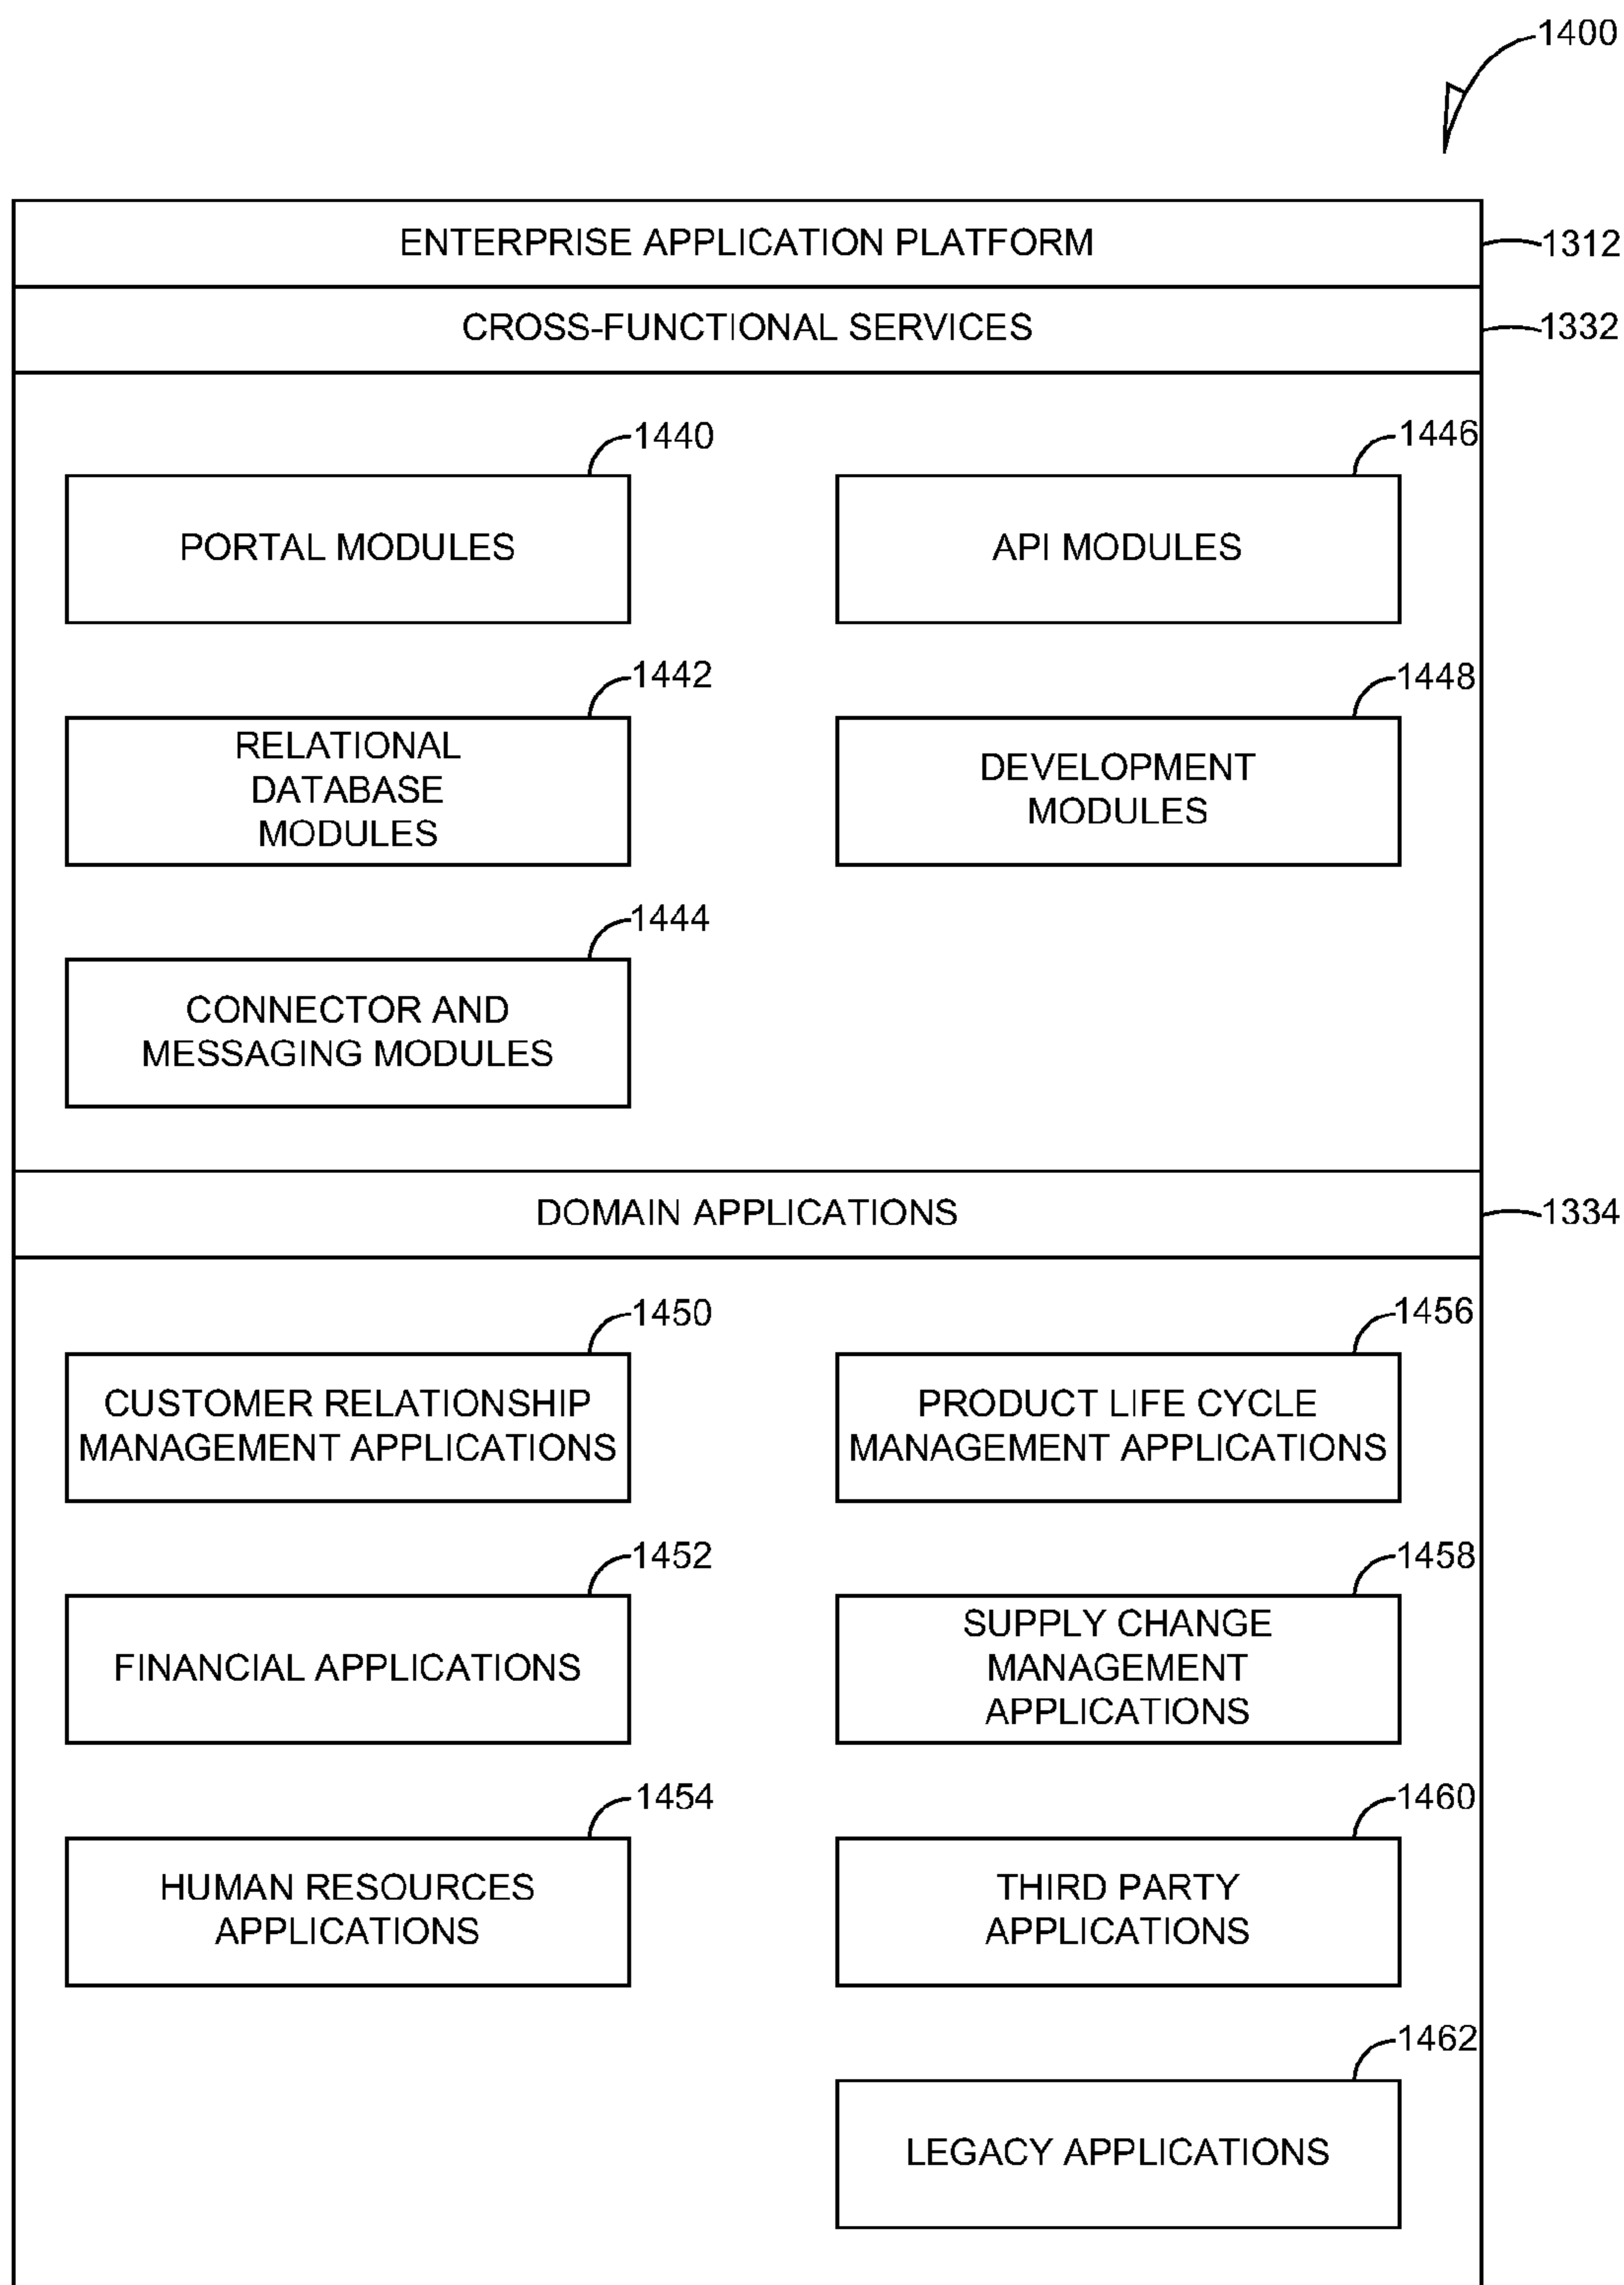 1400
ENTERPRISE APPLICATION PLATFORM
1312
CROSS-FUNCTIONAL SERVICES
1332
1440
PORTAL MODULES
1446
API MODULES
1442
RELATIONAL
DATABASE
MODULES
1448
DEVELOPMENT
MODULES
1444
CONNECTOR AND
MESSAGING MODULES
DOMAIN APPLICATIONS
1334
1450
CUSTOMER RELATIONSHIP
MANAGEMENT APPLICATIONS
1456
PRODUCT LIFE CYCLE
MANAGEMENT APPLICATIONS
1452
FINANCIAL APPLICATIONS
1458
SUPPLY CHANGE
MANAGEMENT
APPLICATIONS
1454
HUMAN RESOURCES
APPLICATIONS
1460
THIRD PARTY
APPLICATIONS
1462
LEGACY APPLICATIONS